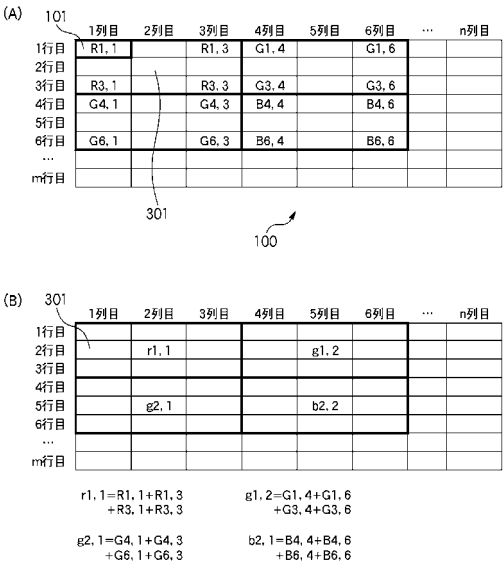 (A)
101
1列目 2列目 3列目 4列目 5列目 6列目 … n列目
1行目 R1, 1 R1, 3 G1, 4 G1, 6
2行目
3行目 R3, 1 R3, 3 G3, 4 G3, 6
4行目 G4, 1 G4, 3 B4, 4 B4, 6
5行目
6行目 G6, 1 G6, 3 B6, 4 B6, 6
…
m行目
301
100
(B)
301
1列目 2列目 3列目 4列目 5列目 6列目 … n列目
1行目
2行目 r1, 1 g1, 2
3行目
4行目
5行目 g2, 1 b2, 2
6行目
…
m行目
r1, 1=R1, 1+R1, 3
+R3, 1+R3, 3
g1, 2=G1, 4+G1, 6
+G3, 4+G3, 6
g2, 1=G4, 1+G4, 3
+G6, 1+G6, 3
b2, 1=B4, 4+B4, 6
+B6, 4+B6, 6